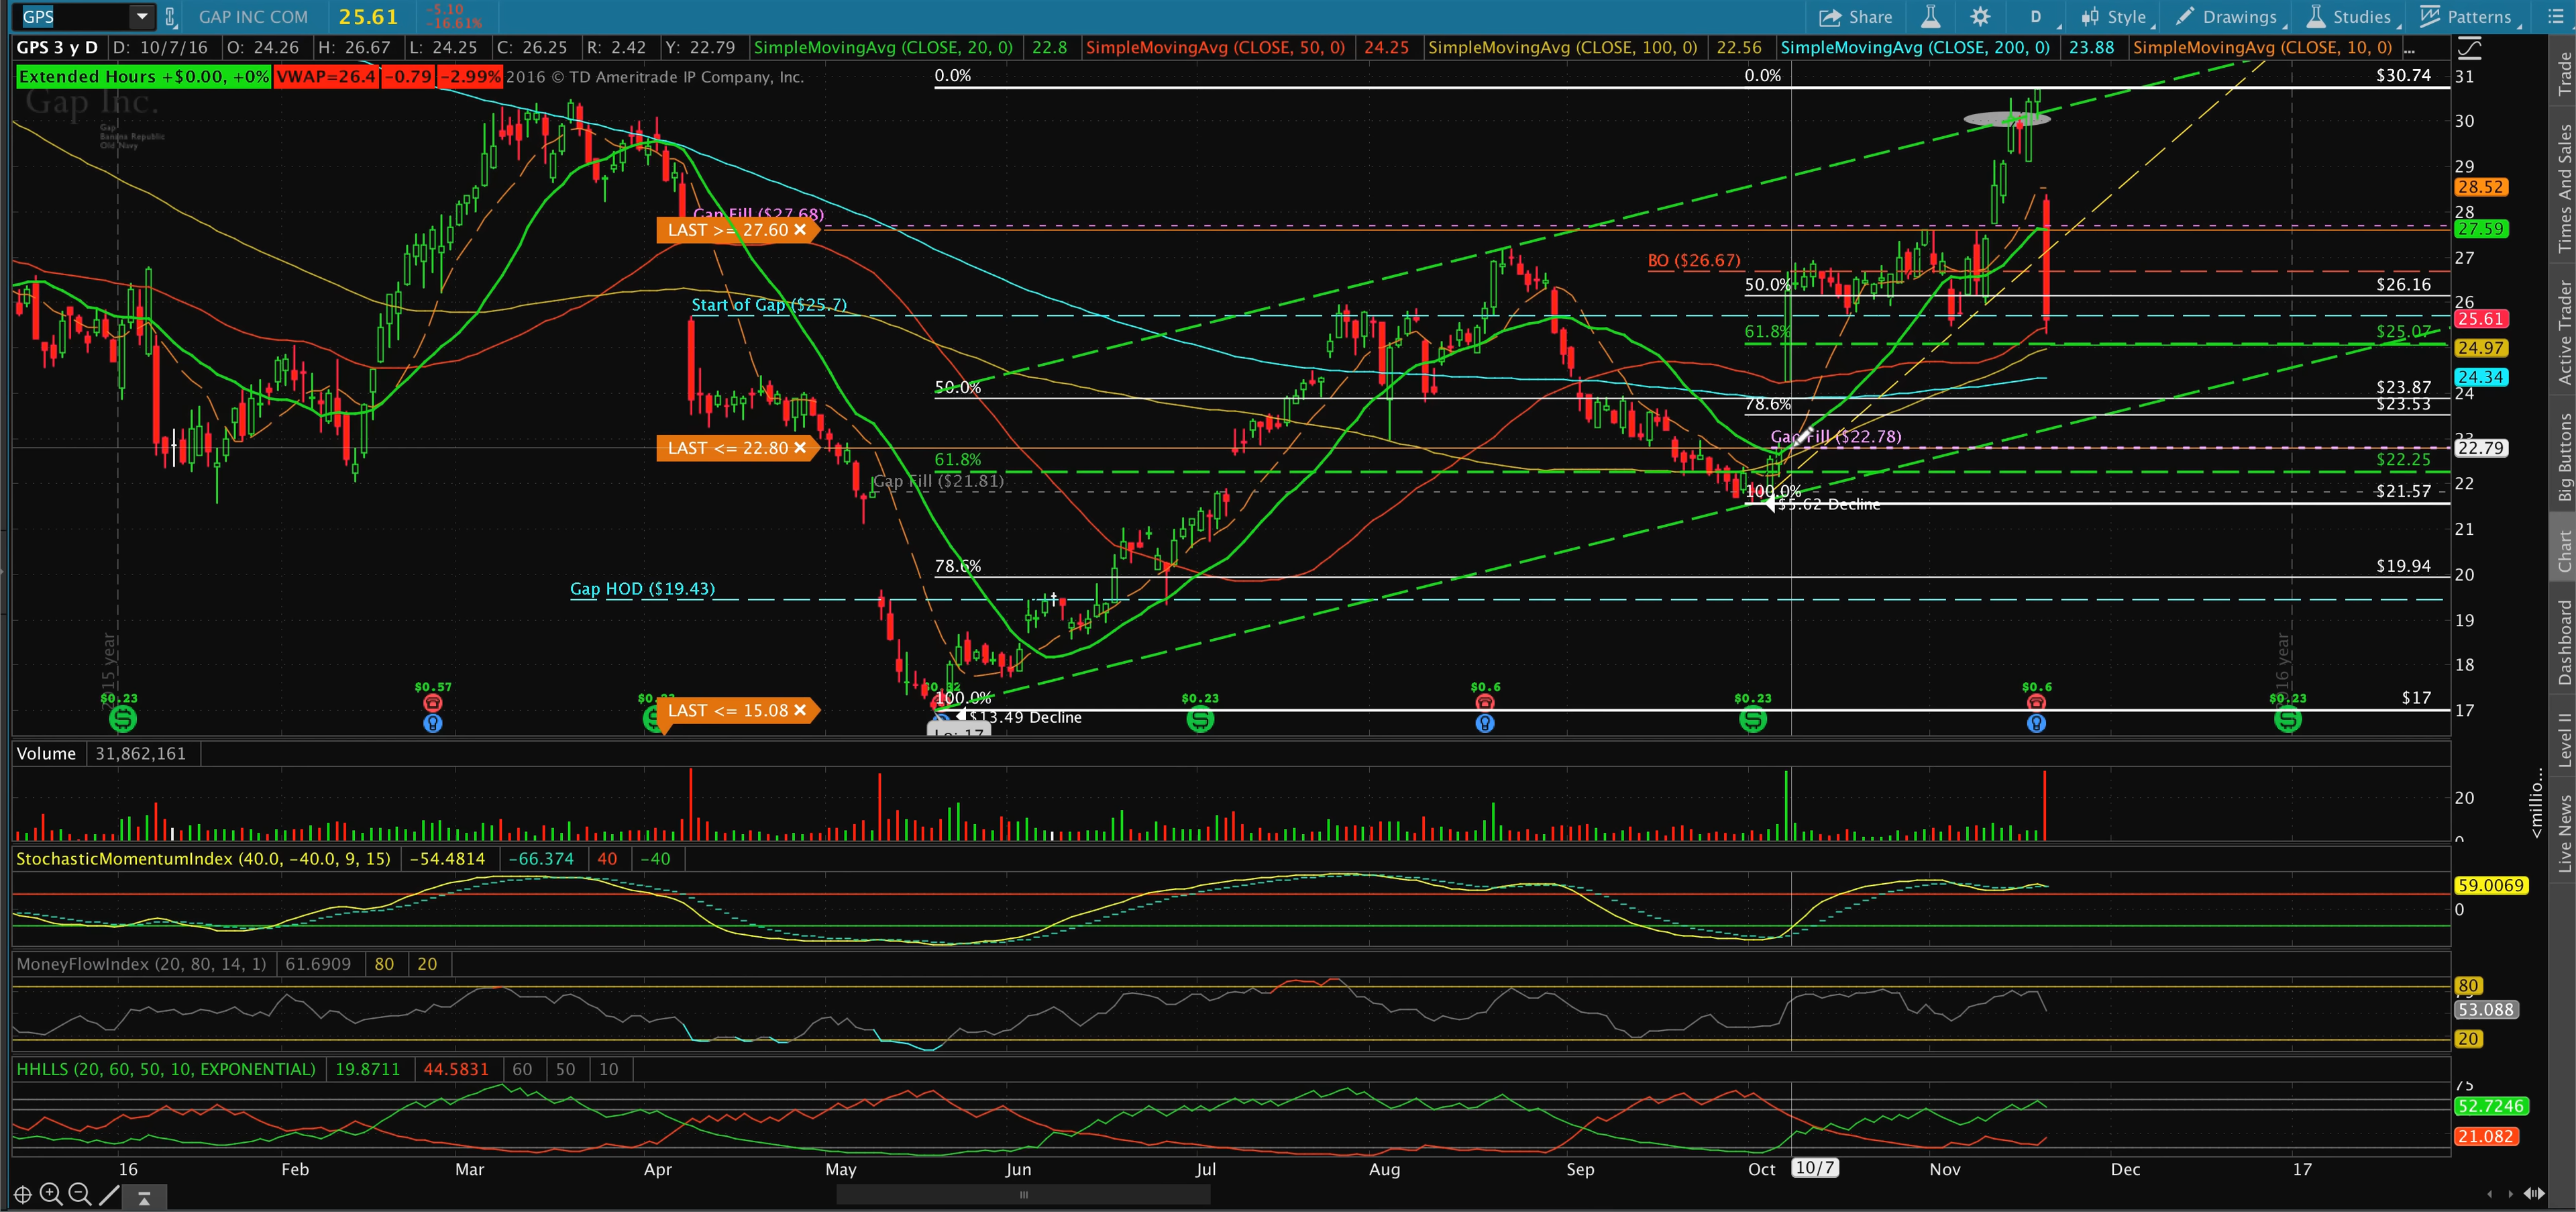 GPS GAP INC COM 25.61 -5.10 -16.61% Share D Style Drawings Studies Patterns
GPS 3 y D D: 10/7/16 O: 24.26 H: 26.67 L: 24.25 C: 26.25 R: 2.42 Y: 22.79 SimpleMovingAvg (CLOSE, 20, 0) 22.8 SimpleMovingAvg (CLOSE, 50, 0) 24.25 SimpleMovingAvg (CLOSE, 100, 0) 22.56 SimpleMovingAvg (CLOSE, 200, 0) 23.88 SimpleMovingAvg (CLOSE, 10, 0) ...
Extended Hours +$0.00, +0% VWAP=26.4 -0.79 -2.99% 2016 © TD Ameritrade IP Company, Inc.
Gap Inc.
Gap
Banana Republic
Old Navy
0.0% 0.0% $30.74
31
30
29
28.52
28
Gap Fill ($27.68)
LAST >= 27.60 ×
27.59
27
BO ($26.67)
50.0% $26.16
26
Start of Gap ($25.7)
25.61
61.8% $25.07
24.97
24.34
24
50.0% $23.87
78.6% $23.53
Gap Fill ($22.78)
LAST <= 22.80 ×
22.79
61.8% $22.25
22
Gap Fill ($21.81)
100.0% $21.57
$5.62 Decline
21
78.6% $19.94
20
Gap HOD ($19.43)
19
18
2015 year
2016 year
$0.23 $0.57 $0.23 $0.6 $0.23 $0.6 $0.23
100.0% $17
LAST <= 15.08 ×
$13.49 Decline
17
Lo: 17
Volume 31,862,161
20
0
<millio...
StochasticMomentumIndex (40.0, -40.0, 9, 15) -54.4814 -66.374 40 -40
59.0069
0
MoneyFlowIndex (20, 80, 14, 1) 61.6909 80 20
80
53.088
20
HHLLS (20, 60, 50, 10, EXPONENTIAL) 19.8711 44.5831 60 50 10
75
52.7246
21.082
16 Feb Mar Apr May Jun Jul Aug Sep Oct 10/7 Nov Dec 17
Trade
Times And Sales
Active Trader
Big Buttons
Chart
Dashboard
Level II
Live News